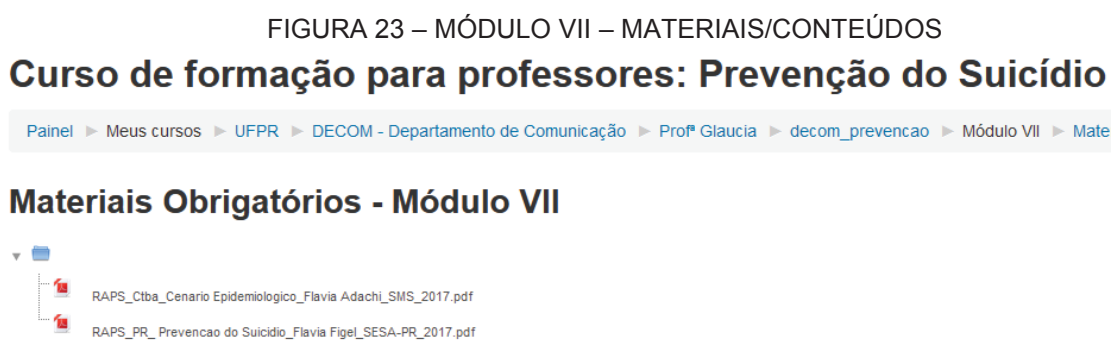 FIGURA 23 – MÓDULO VII – MATERIAIS/CONTEÚDOS
Curso de formação para professores: Prevenção do Suicídio
Painel ► Meus cursos ► UFPR ► DECOM - Departamento de Comunicação ► Profª Glaucia ► decom_prevencao ► Módulo VII ► Mate
Materiais Obrigatórios - Módulo VII
RAPS_Ctba_Cenario Epidemiologico_Flavia Adachi_SMS_2017.pdf
RAPS_PR_ Prevencao do Suicidio_Flavia Figel_SESA-PR_2017.pdf